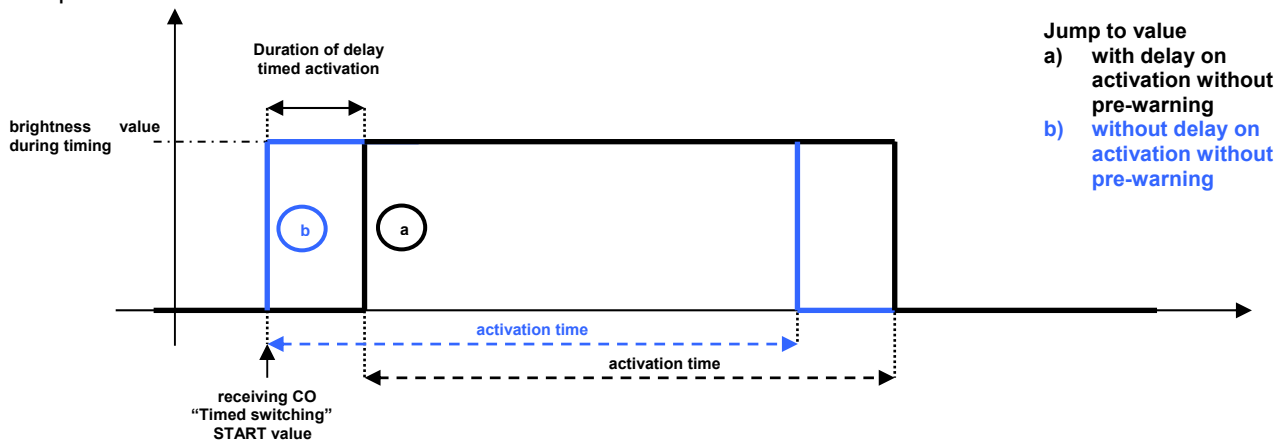 Duration of delay
timed activation
Jump to value
a) with delay on
activation without
pre-warning
b) without delay on
activation without
pre-warning
brightness value
during timing
b
a
activation time
activation time
receiving CO
“Timed switching”
START value